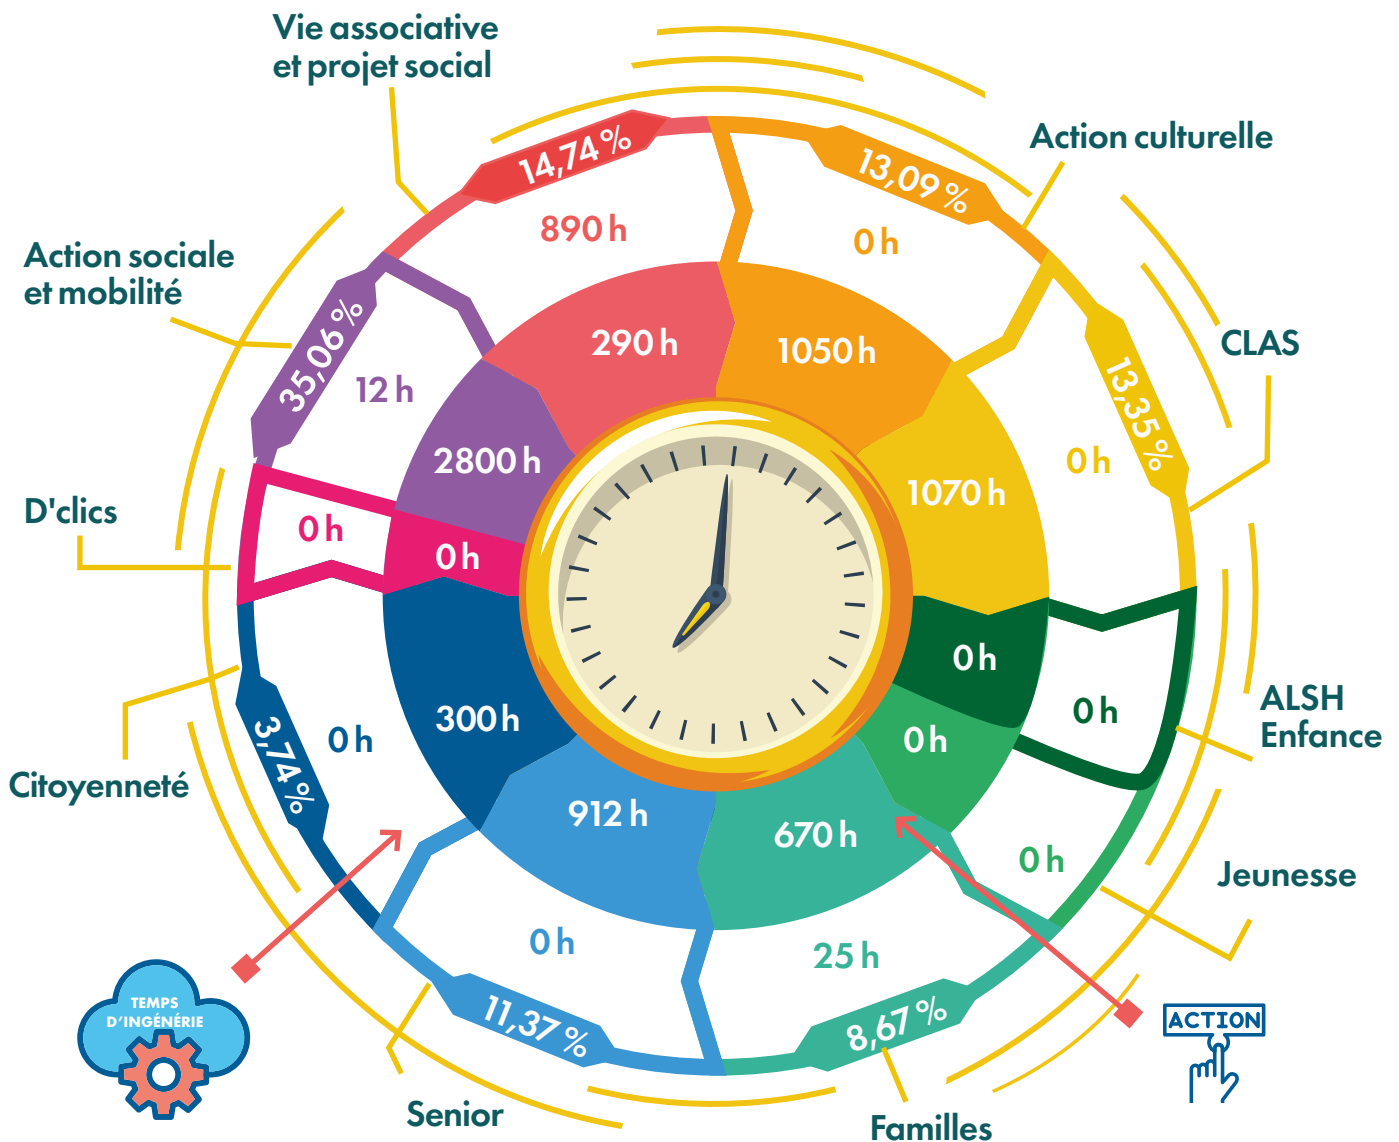 Vie associative
et projet social
14,74 %
890 h
290 h
Action culturelle
13,09 %
0 h
1050 h
Action sociale
et mobilité
35,06 %
12 h
2800 h
CLAS
13,35 %
0 h
1070 h
D'clics
0 h
0 h
ALSH
Enfance
0 h
0 h
Citoyenneté
3,74 %
0 h
300 h
Jeunesse
0 h
0 h
Senior
11,37 %
0 h
912 h
Familles
8,67 %
25 h
670 h
TEMPS
D'INGÉNÉRIE
ACTION